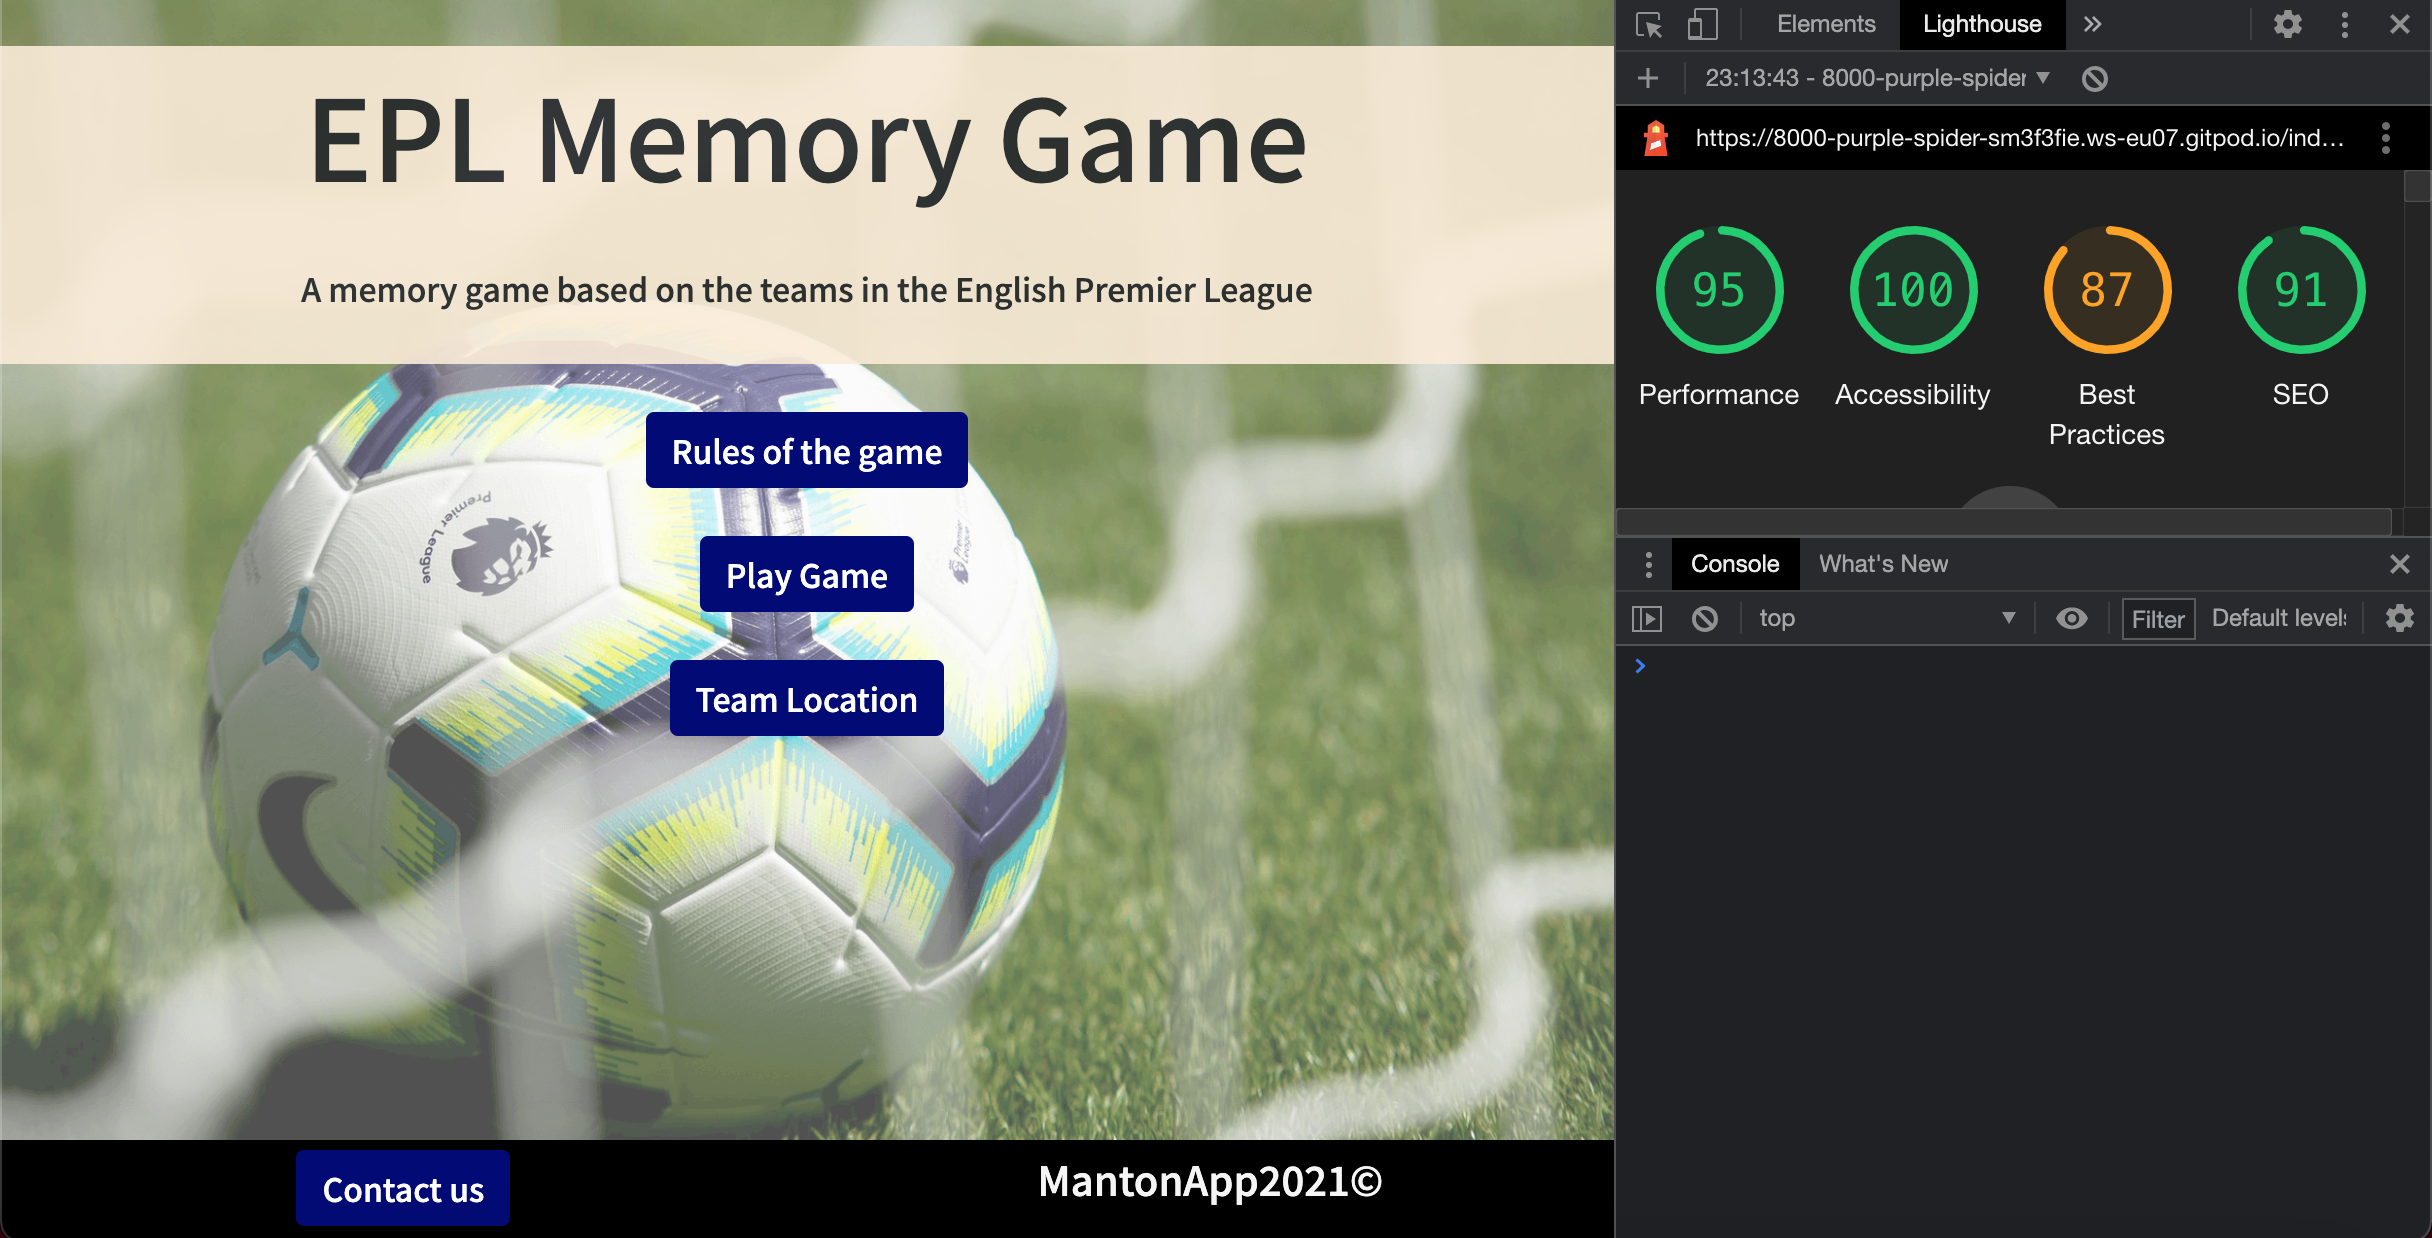 EPL Memory Game
A memory game based on the teams in the English Premier League
Rules of the game
Premier League
Premier League
Play Game
Team Location
Contact us
MantonApp2021©
Elements
Lighthouse
23:13:43 - 8000-purple-spider
https://8000-purple-spider-sm3f3fie.ws-eu07.gitpod.io/ind...
95
100
87
91
Performance
Accessibility
Best
Practices
SEO
Console
What's New
top
Filter
Default levels